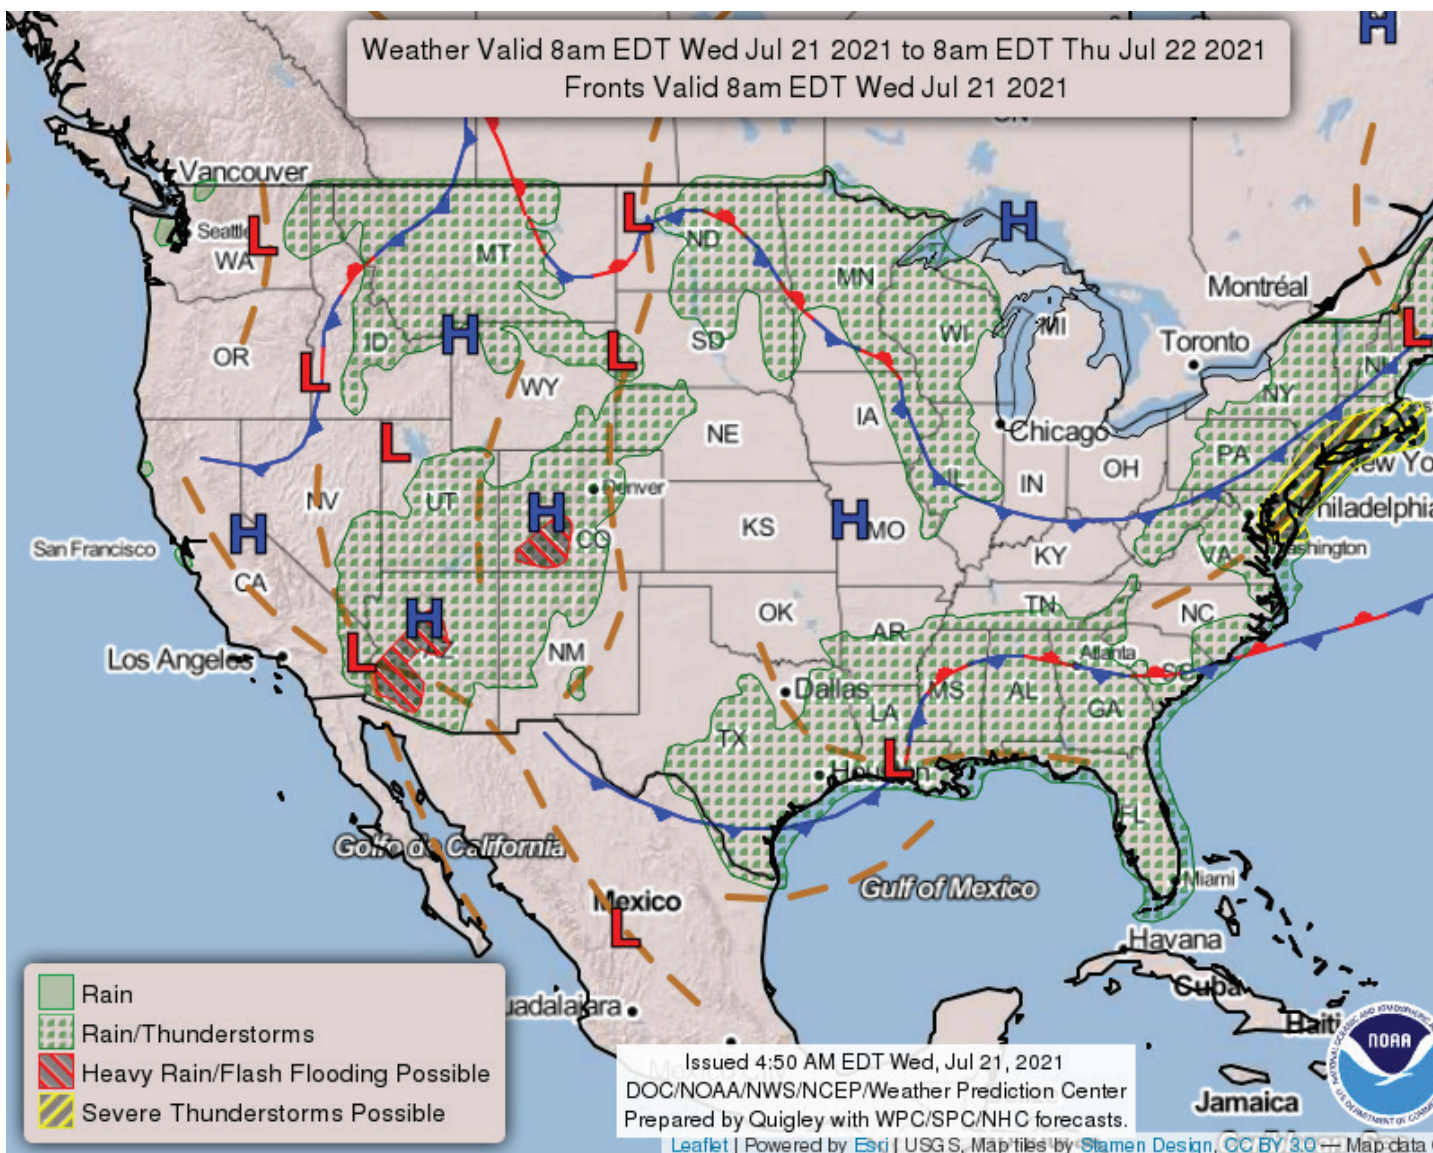 Weather Valid 8am EDT Wed Jul 21 2021 to 8am EDT Thu Jul 22 2021
Fronts Valid 8am EDT Wed Jul 21 2021
H
ON
Vancouver
Seattle
L
WA
MT
L
ND
H
MN
Montréal
OR
L
ID
H
L
SD
WI
MI
Toronto
L
NH
WY
NY
IA
L
NE
Chicago
PA
OH
NV
UT
Denver
IL
IN
New Yo
H
H
CO
KS
H
MO
Philadelphia
San Francisco
CA
KY
VA
Washington
H
AZ
NM
OK
AR
TN
NC
Los Angeles
L
Atlanta
SC
Dallas
LA
MS
AL
GA
TX
L
Houston
FL
Golfo de California
Gulf of Mexico
Miami
Mexico
L
Havana
Cuba
Rain
Rain/Thunderstorms
Heavy Rain/Flash Flooding Possible
Severe Thunderstorms Possible
uadalajara
Haiti
NOAA
Jamaica
Issued 4:50 AM EDT Wed, Jul 21, 2021
DOC/NOAA/NWS/NCEP/Weather Prediction Center
Prepared by Quigley with WPC/SPC/NHC forecasts.
Leaflet | Powered by Esri | USGS, Map tiles by Stamen Design, CC BY 3.0 — Map data